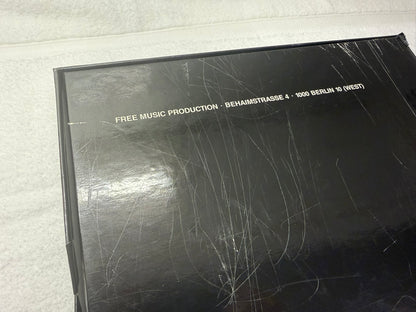 FREE MUSIC PRODUCTION · BEHAIMSTRASSE 4 · 1000 BERLIN 10 (WEST)